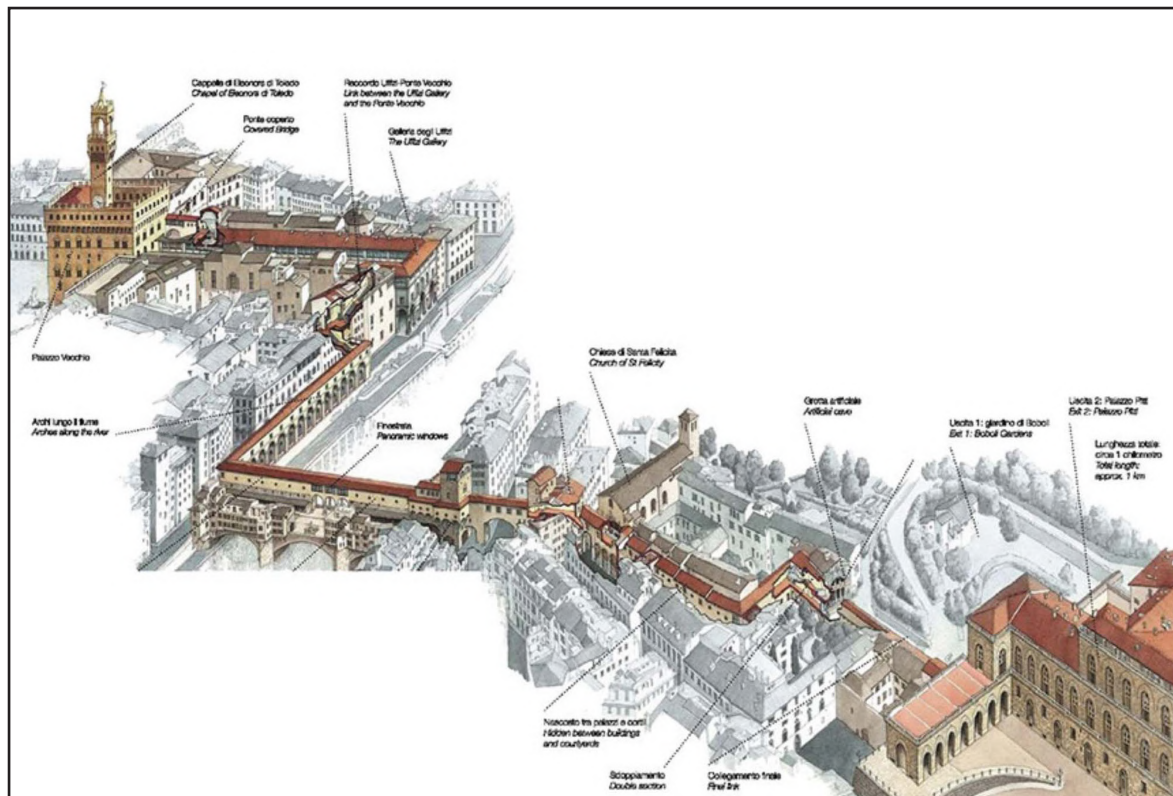 Cappella di Eleonora di Toledo
Chapel of Eleonora di Toledo
Raccordo Uffizi-Ponte Vecchio
Link between the Uffizi Gallery
and the Ponte Vecchio
Ponte coperto
Covered Bridge
Galleria degli Uffizi
The Uffizi Gallery
Palazzo Vecchio
Archi lungo il fiume
Arches along the river
Finestrata
Panoramic windows
Chiesa di Santa Felicita
Church of St Felicity
Grotta artificiale
Artificial cave
Uscita 1: giardino di Boboli
Exit 1: Boboli Gardens
Uscita 2: Palazzo Pitti
Exit 2: Palazzo Pitti
Lunghezza totale:
circa 1 chilometro
Total length:
approx. 1 km
Nascosto tra palazzi e cortili
Hidden between buildings
and courtyards
Sdoppiamento
Double section
Collegamento finale
Final link